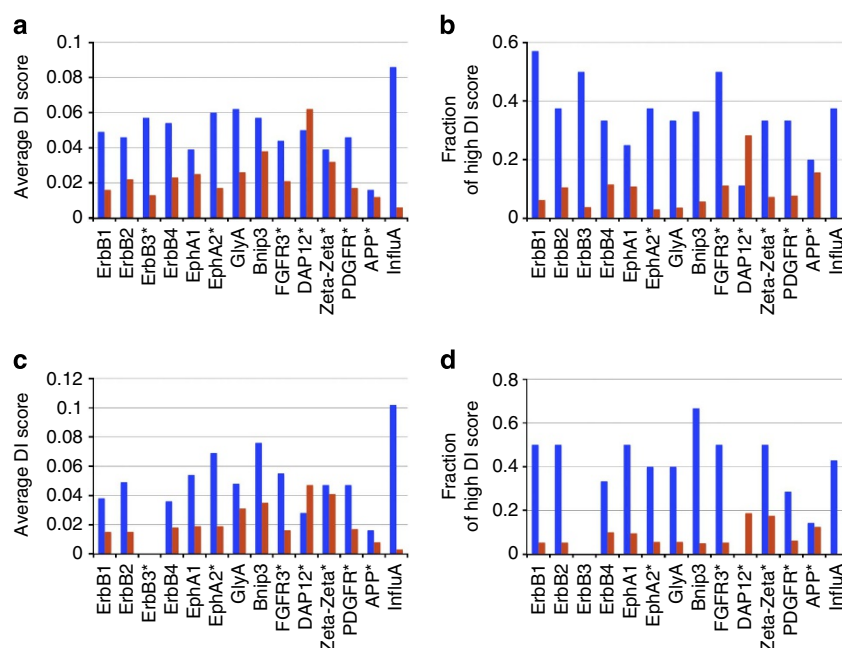 a
Average DI score
0.1
0.08
0.06
0.04
0.02
0
ErbB1
ErbB2
ErbB3*
ErbB4
EphA1
EphA2*
GlyA
Bnip3
FGFR3*
DAP12*
Zeta-Zeta*
PDGFR*
APP*
InfluA
b
Fraction
of high DI score
0.6
0.4
0.2
0
ErbB1
ErbB2
ErbB3
ErbB4
EphA1
EphA2*
GlyA
Bnip3
FGFR3*
DAP12*
Zeta-Zeta*
PDGFR*
APP*
InfluA
c
Average DI score
0.12
0.1
0.08
0.06
0.04
0.02
0
ErbB1
ErbB2
ErbB3*
ErbB4
EphA1
EphA2*
GlyA
Bnip3
FGFR3*
DAP12*
Zeta-Zeta*
PDGFR*
APP*
InfluA
d
Fraction
of high DI score
0.8
0.6
0.4
0.2
0
ErbB1
ErbB2
ErbB3
ErbB4
EphA1
EphA2*
GlyA
Bnip3
FGFR3*
DAP12*
Zeta-Zeta*
PDGFR*
APP*
InfluA